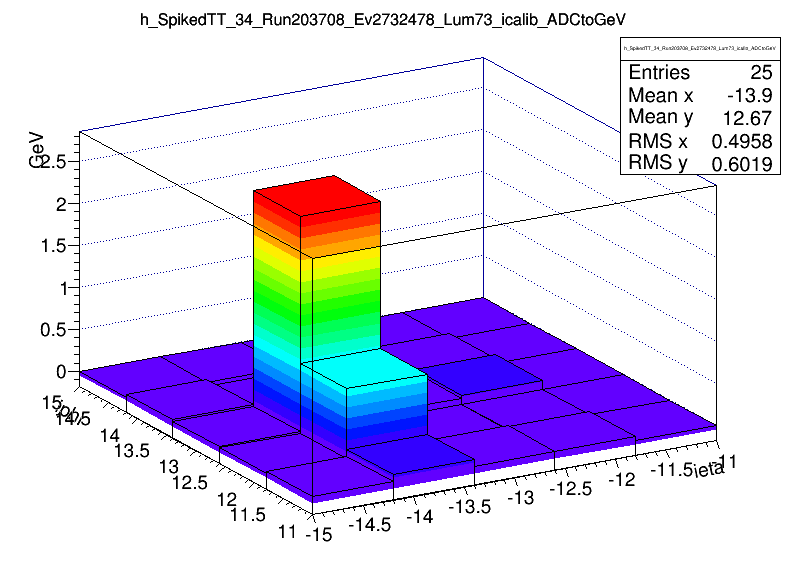 h_SpikedTT_34_Run203708_Ev2732478_Lum73_icalib_ADCtoGeV
h_SpikedTT_34_Run203708_Ev2732478_Lum73_icalib_ADCtoGeV
Entries 25
Mean x -13.9
Mean y 12.67
RMS x 0.4958
RMS y 0.6019
GeV
2.5
2
1.5
1
0.5
0
15
14.5
14
13.5
13
12.5
12
11.5
11
-15
-14.5
-14
-13.5
-13
-12.5
-12
-11.5
-11
ieta